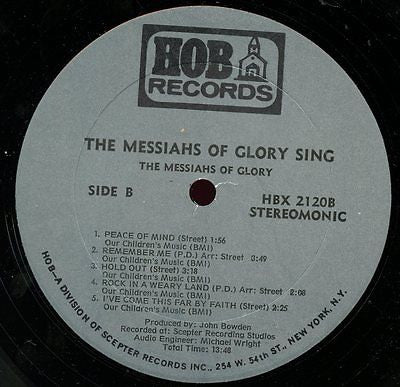 HOB
RECORDS
THE MESSIAHS OF GLORY SING
THE MESSIAHS OF GLORY
SIDE B
HBX 2120B
STEREOMONIC
1. PEACE OF MIND (Street) 1:56
Our Children's Music (BMI)
2. REMEMBER ME (P.D.) Arr: Street 3:49
Our Children's Music (BMI)
3. HOLD OUT (Street) 3:18
Our Children's Music (BMI)
4. ROCK IN A WEARY LAND (P.D.) Arr: Street 2:08
Our Children's Music (BMI)
5. I'VE COME THIS FAR BY FAITH (Street) 2:25
Our Children's Music (BMI)
Produced by: John Bowden
Recorded at: Scepter Recording Studios
Audio Engineer: Michael Wright
Total Time: 13:48
HOB—A DIVISION OF SCEPTER RECORDS INC., 254 W. 54th ST., NEW YORK, N.Y.